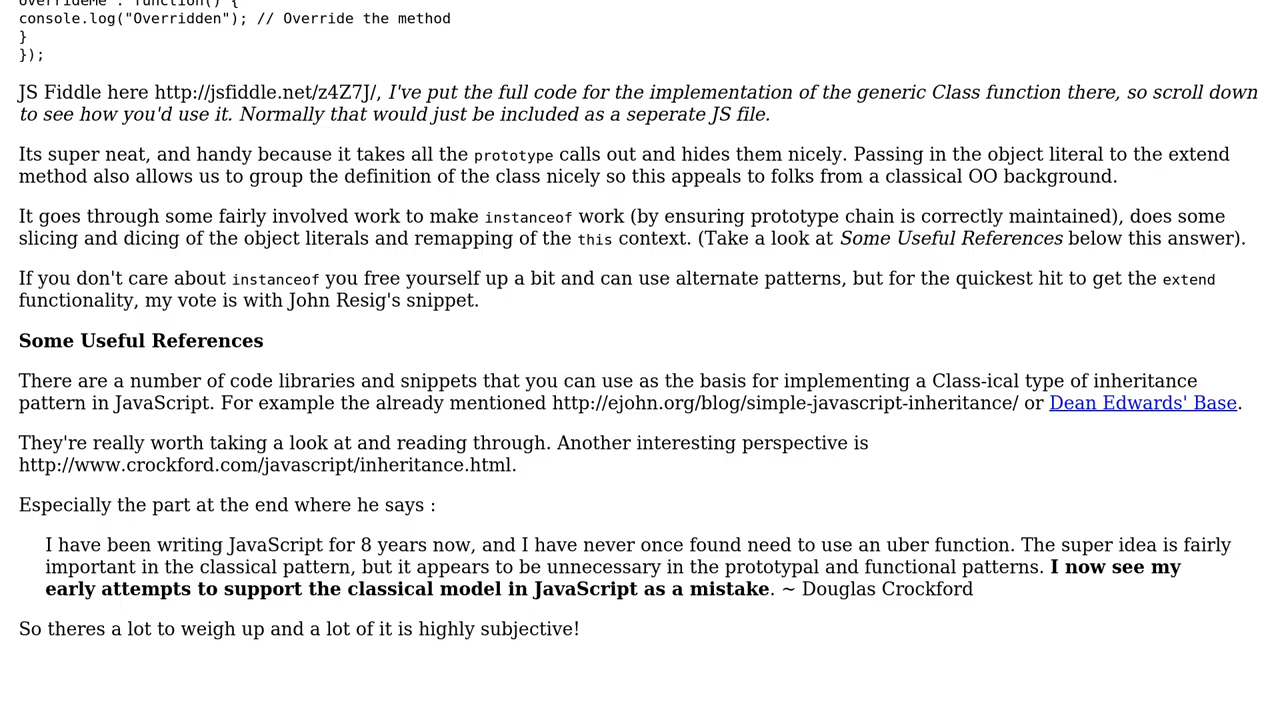 overrideMe : function() {
console.log("Overridden"); // Override the method
}
});
JS Fiddle here http://jsfiddle.net/z4Z7J/, I've put the full code for the implementation of the generic Class function there, so scroll down
to see how you'd use it. Normally that would just be included as a seperate JS file.
Its super neat, and handy because it takes all the prototype calls out and hides them nicely. Passing in the object literal to the extend
method also allows us to group the definition of the class nicely so this appeals to folks from a classical OO background.
It goes through some fairly involved work to make instanceof work (by ensuring prototype chain is correctly maintained), does some
slicing and dicing of the object literals and remapping of the this context. (Take a look at Some Useful References below this answer).
If you don't care about instanceof you free yourself up a bit and can use alternate patterns, but for the quickest hit to get the extend
functionality, my vote is with John Resig's snippet.
Some Useful References
There are a number of code libraries and snippets that you can use as the basis for implementing a Class-ical type of inheritance
pattern in JavaScript. For example the already mentioned http://ejohn.org/blog/simple-javascript-inheritance/ or Dean Edwards' Base.
They're really worth taking a look at and reading through. Another interesting perspective is
http://www.crockford.com/javascript/inheritance.html.
Especially the part at the end where he says :
I have been writing JavaScript for 8 years now, and I have never once found need to use an uber function. The super idea is fairly
important in the classical pattern, but it appears to be unnecessary in the prototypal and functional patterns. I now see my
early attempts to support the classical model in JavaScript as a mistake. ~ Douglas Crockford
So theres a lot to weigh up and a lot of it is highly subjective!